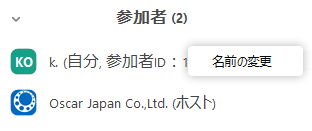 参加者 (2)
KO k. (自分, 参加者ID：1 名前の変更
Oscar Japan Co.,Ltd. (ホスト)